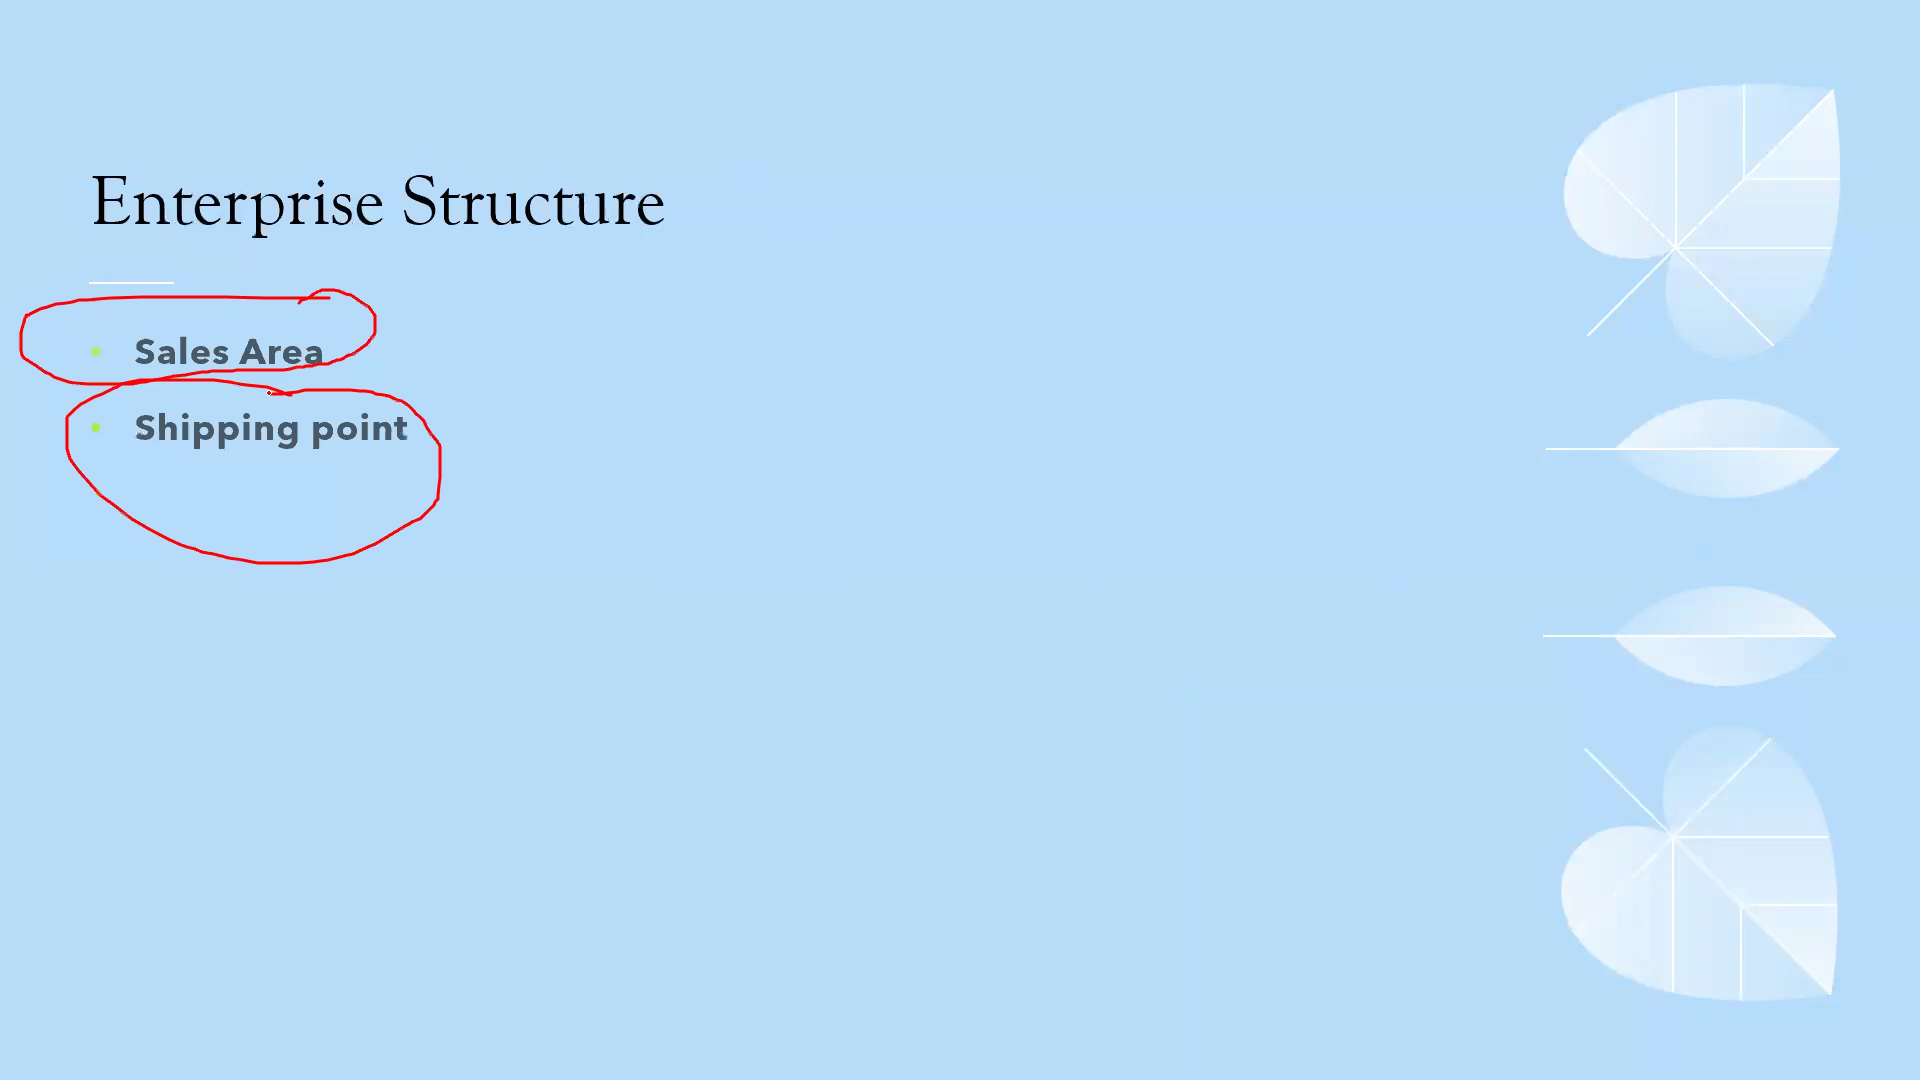 Enterprise Structure
• Sales Area
• Shipping point